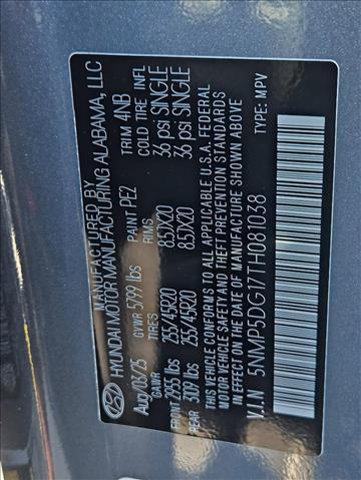 MANUFACTURED BY
HYUNDAI MOTOR MANUFACTURING ALABAMA, LLC
Aug/03/25 GVWR 5799 lbs PAINT PEZ TRIM 4NB
GAWR TIRES RIMS COLD TIRE INFL
FRONT 2935 lbs 255/45R20 8.5JX20 36 psi SINGLE
REAR 3109 lbs 255/45R20 8.5JX20 36 psi SINGLE
THIS VEHICLE CONFORMS TO ALL APPLICABLE U.S.A. FEDERAL
MOTOR VEHICLE SAFETY AND THEFT PREVENTION STANDARDS
IN EFFECT ON THE DATE OF MANUFACTURE SHOWN ABOVE.
V.I.N 5NMP5DG17TH081038 TYPE: MPV